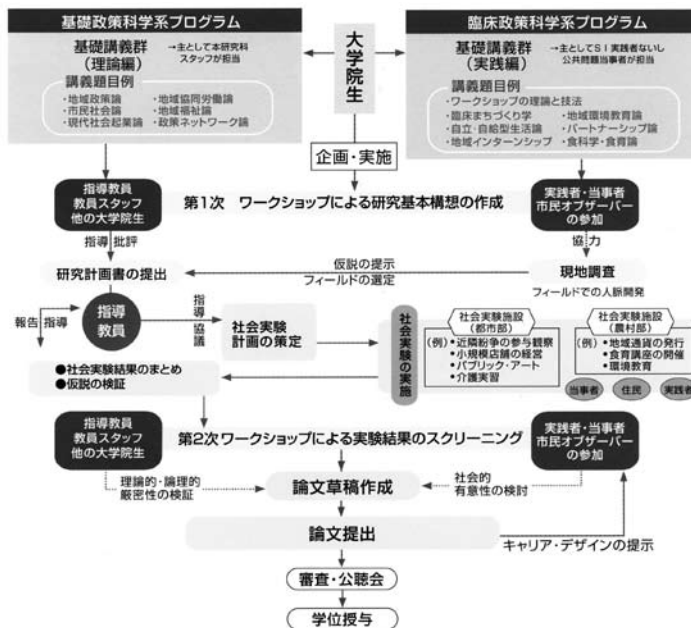 基礎政策科学系プログラム
基礎講義群
(理論編)
→主として本研究科
スタッフが担当
講義題目例
・地域政策論
・地域協同労働論
・市民社会論
・地域福祉論
・現代社会起業論
・政策ネットワーク論
大学院生
臨床政策科学系プログラム
基礎講義群
(実践編)
→主としてSI実践者ないし
公共問題当事者が担当
講義題目例
・ワークショップの理論と技法
・臨床まちづくり学
・地域環境教育論
・自立・自給型生活論
・パートナーシップ論
・地域インターンシップ
・食科学・食育論
企画・実施
指導教員
教員スタッフ
他の大学院生
第1次 ワークショップによる研究基本構想の作成
実践者・当事者
市民オブザーバー
の参加
指導 批評
協力
研究計画書の提出
仮説の提示
フィールドの選定
現地調査
フィールドでの人脈開発
報告 指導
指導
教員
指導
協議
社会実験
計画の策定
社会実験の実施
社会実験施設
(都市部)
(例)•近隣紛争の参与観察
•小規模店舗の経営
•パブリック・アート
•介護実習
社会実験施設
(農村部)
(例)•地域通貨の発行
•食育講座の開催
•環境教育
当事者
住民
実践者
●社会実験結果のまとめ
●仮説の検証
指導教員
教員スタッフ
他の大学院生
第2次ワークショップによる実験結果のスクリーニング
実践者・当事者
市民オブザーバー
の参加
理論的・論理的
厳密性の検証
論文草稿作成
社会的
有意性の検討
論文提出
キャリア・デザインの提示
審査・公聴会
学位授与